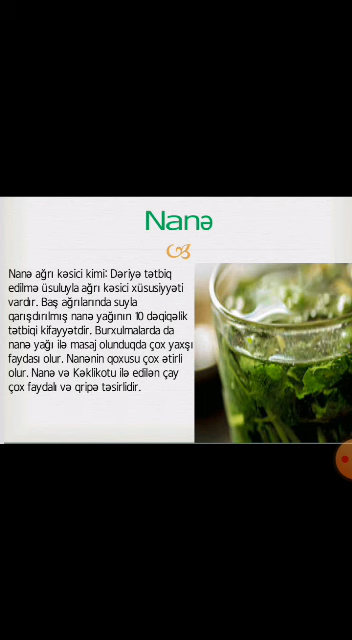 Nanə
Nanə ağrı kəsici kimi: Dəriyə tətbiq
edilmə üsuluyla ağrı kəsici xüsusiyyəti
vardır. Baş ağrılarında suyla
qarışdırılmış nanə yağının 10 dəqiqəlik
tətbiqi kifayyətdir. Burxulmalarda da
nanə yağı ilə masaj olunduqda çox yaxşı
faydası olur. Nanənin qoxusu çox ətirli
olur. Nanə və Kəklikotu ilə edilən çay
çox faydalı və qripə təsirlidir.